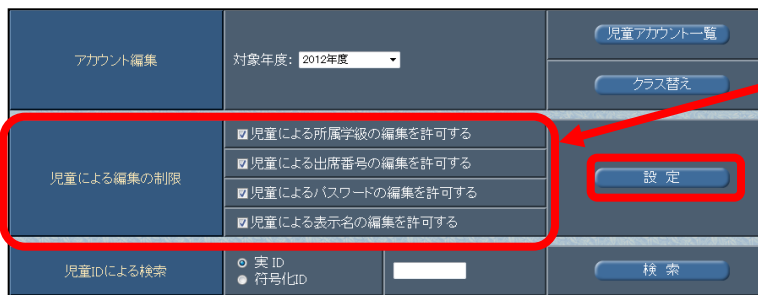 アカウント編集
対象年度: 2012年度
児童アカウント一覧
クラス替え
児童による編集の制限
児童による所属学級の編集を許可する
児童による出席番号の編集を許可する
児童によるパスワードの編集を許可する
児童による表示名の編集を許可する
設 定
児童IDによる検索
実 ID
符号化ID
検 索